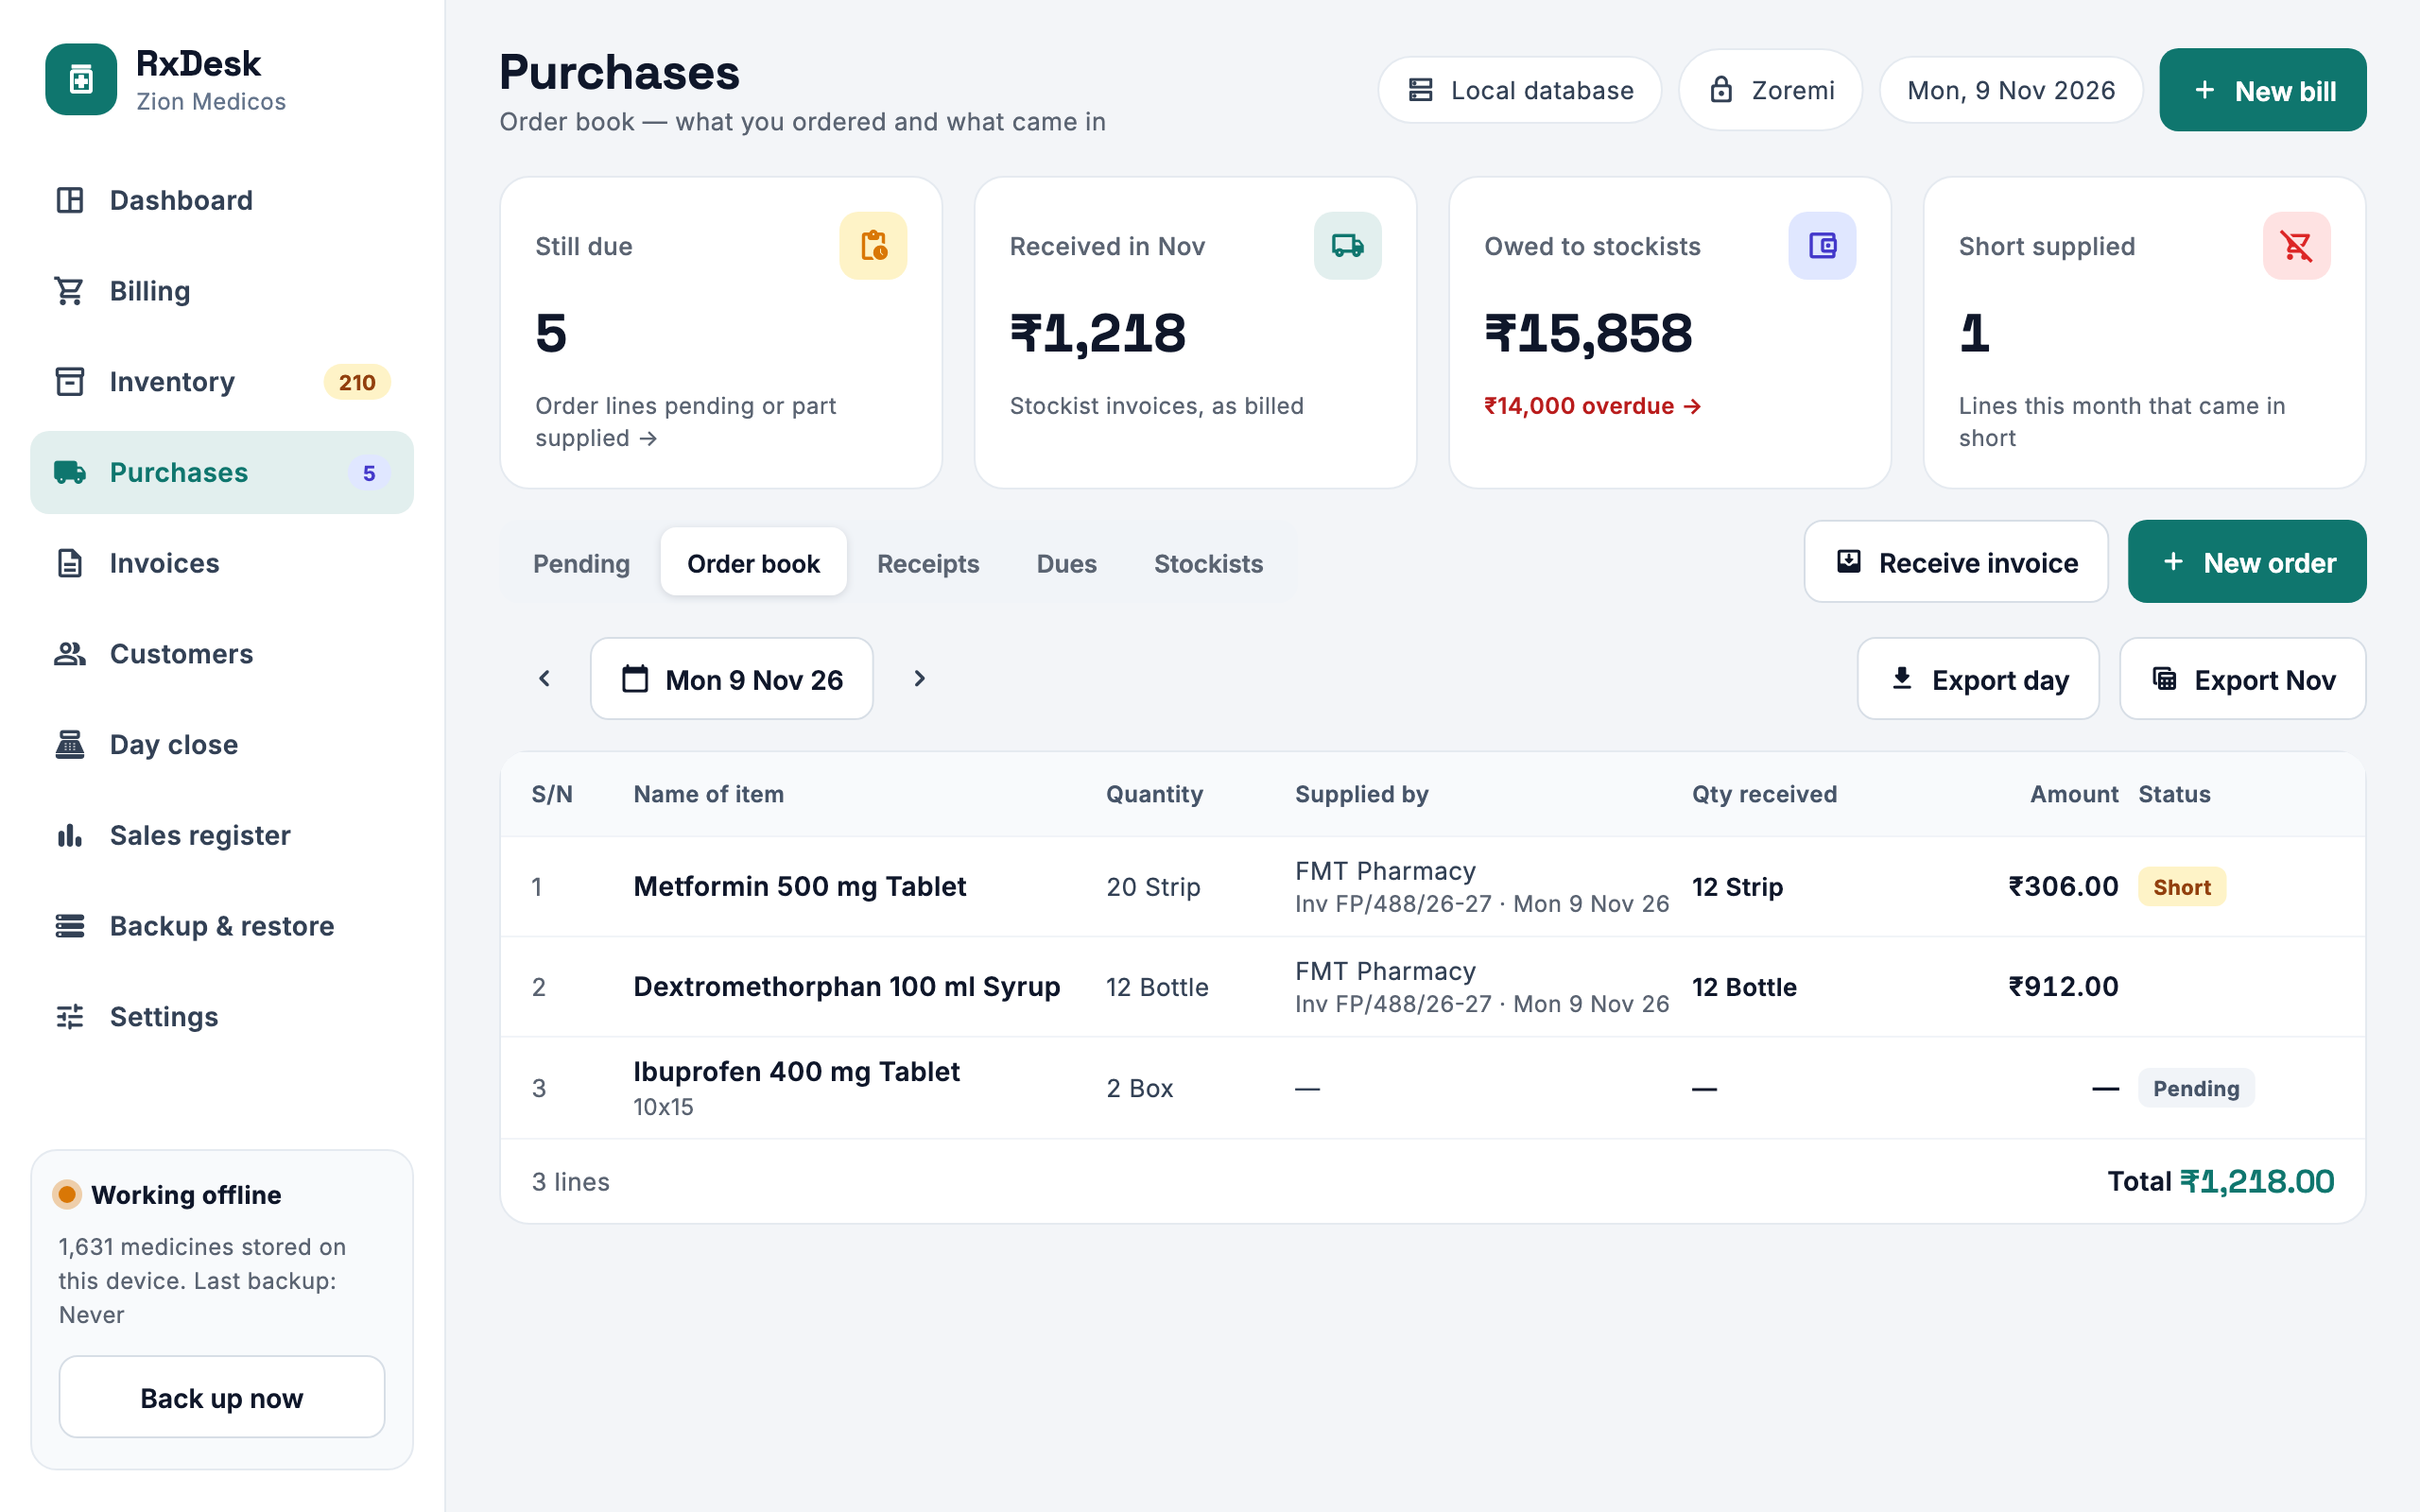 RxDesk
Zion Medicos
Dashboard
Billing
Inventory 210
Purchases 5
Invoices
Customers
Day close
Sales register
Backup & restore
Settings
Working offline
1,631 medicines stored on
this device. Last backup:
Never
Back up now
Purchases
Order book — what you ordered and what came in
Local database
Zoremi
Mon, 9 Nov 2026
+ New bill
Still due
5
Order lines pending or part
supplied →
Received in Nov
₹1,218
Stockist invoices, as billed
Owed to stockists
₹15,858
₹14,000 overdue →
Short supplied
1
Lines this month that came in
short
Pending Order book Receipts Dues Stockists
Receive invoice
+ New order
Mon 9 Nov 26
Export day
Export Nov
S/N Name of item Quantity Supplied by Qty received Amount Status
1 Metformin 500 mg Tablet 20 Strip FMT Pharmacy 12 Strip ₹306.00 Short
Inv FP/488/26-27 · Mon 9 Nov 26
2 Dextromethorphan 100 ml Syrup 12 Bottle FMT Pharmacy 12 Bottle ₹912.00
Inv FP/488/26-27 · Mon 9 Nov 26
3 Ibuprofen 400 mg Tablet 2 Box — — — Pending
10x15
3 lines Total ₹1,218.00